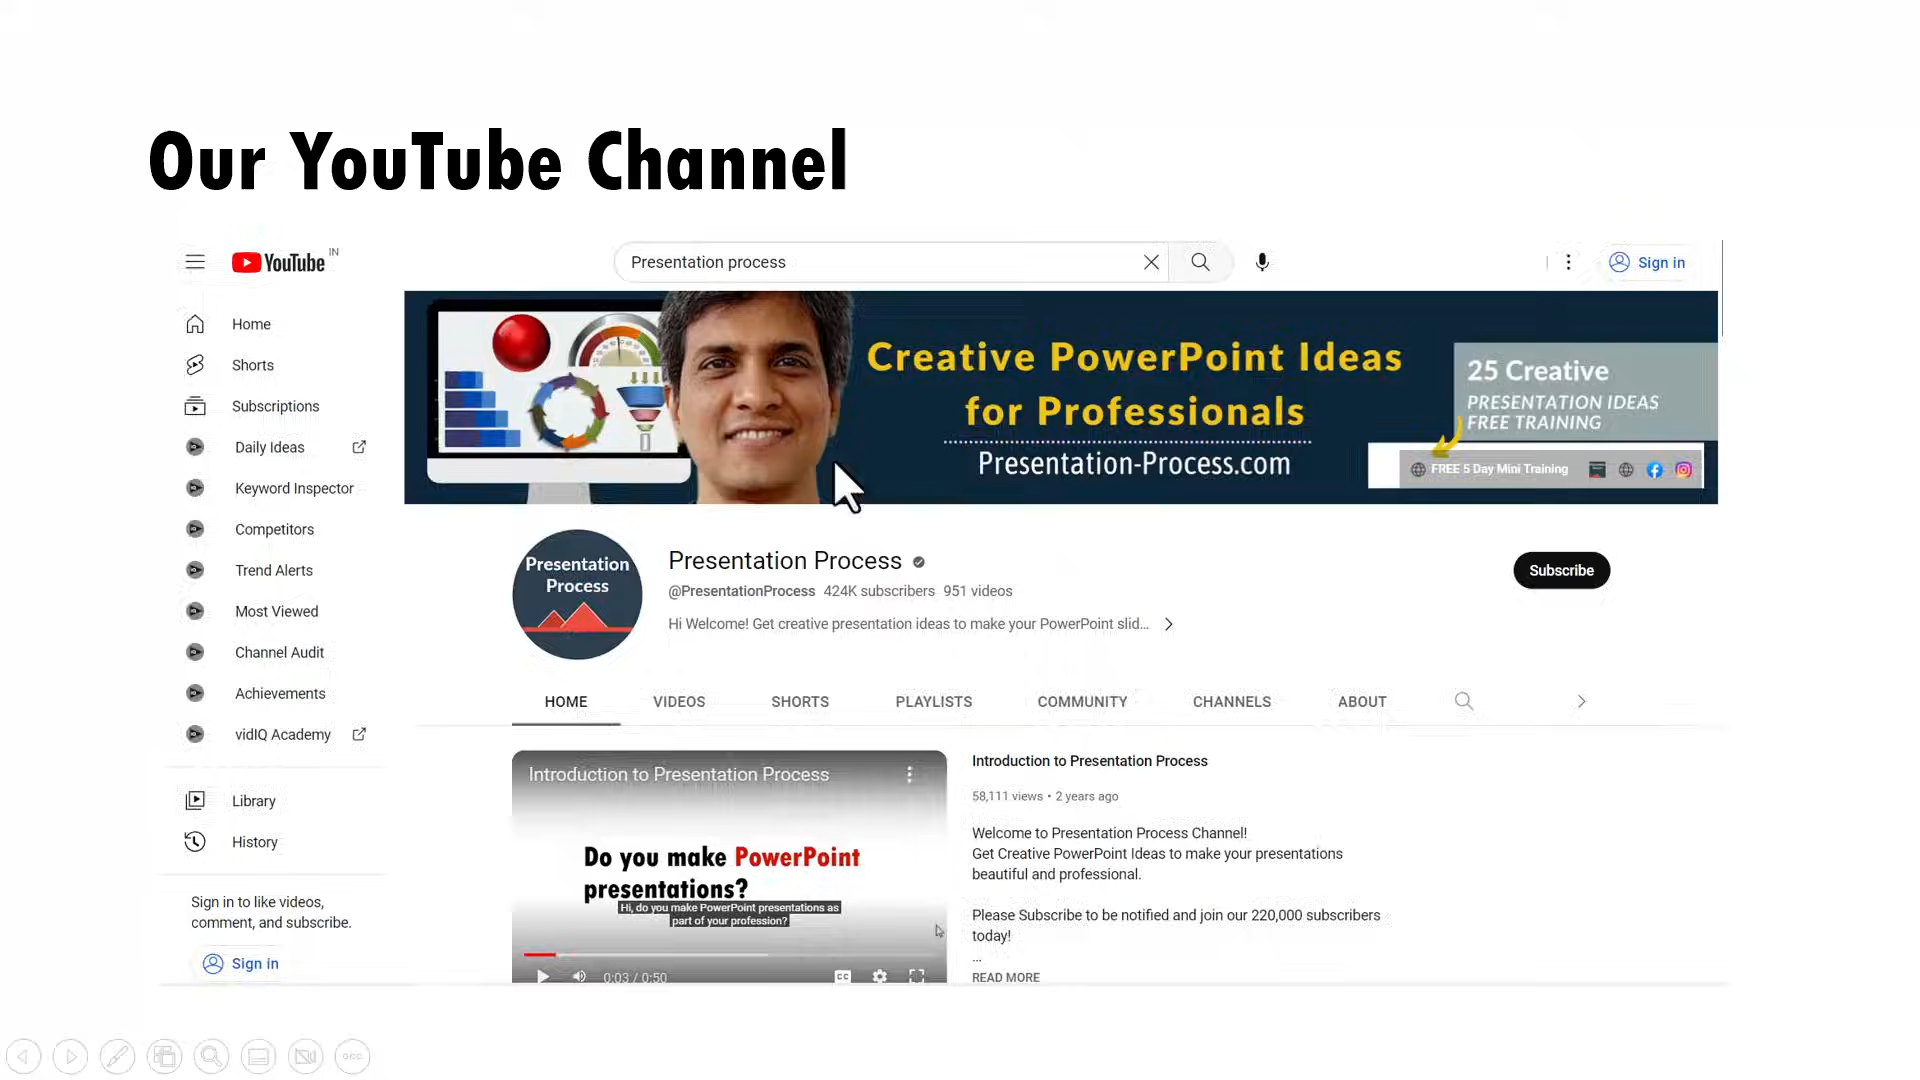 Our YouTube Channel
YouTube IN
Presentation process
Sign in
Home
Shorts
Subscriptions
Daily Ideas
Keyword Inspector
Competitors
Trend Alerts
Most Viewed
Channel Audit
Achievements
vidIQ Academy
Library
History
Sign in to like videos,
comment, and subscribe.
Sign in
Creative PowerPoint Ideas
for Professionals
Presentation-Process.com
25 Creative
PRESENTATION IDEAS
FREE TRAINING
FREE 5 Day Mini Training
Presentation
Process
Presentation Process
@PresentationProcess 424K subscribers 951 videos
Hi Welcome! Get creative presentation ideas to make your PowerPoint slid...
Subscribe
HOME VIDEOS SHORTS PLAYLISTS COMMUNITY CHANNELS ABOUT
Introduction to Presentation Process
Do you make PowerPoint
presentations?
Hi, do you make PowerPoint presentations as
part of your profession?
0:03 / 0:50
CC
Introduction to Presentation Process
58,111 views • 2 years ago
Welcome to Presentation Process Channel!
Get Creative PowerPoint Ideas to make your presentations
beautiful and professional.
Please Subscribe to be notified and join our 220,000 subscribers
today!
...
READ MORE